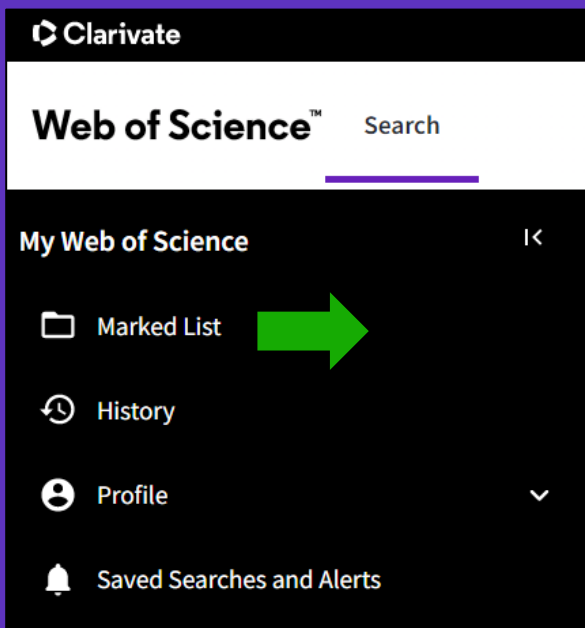 Clarivate
Web of Science™ Search
My Web of Science
Marked List
History
Profile
Saved Searches and Alerts